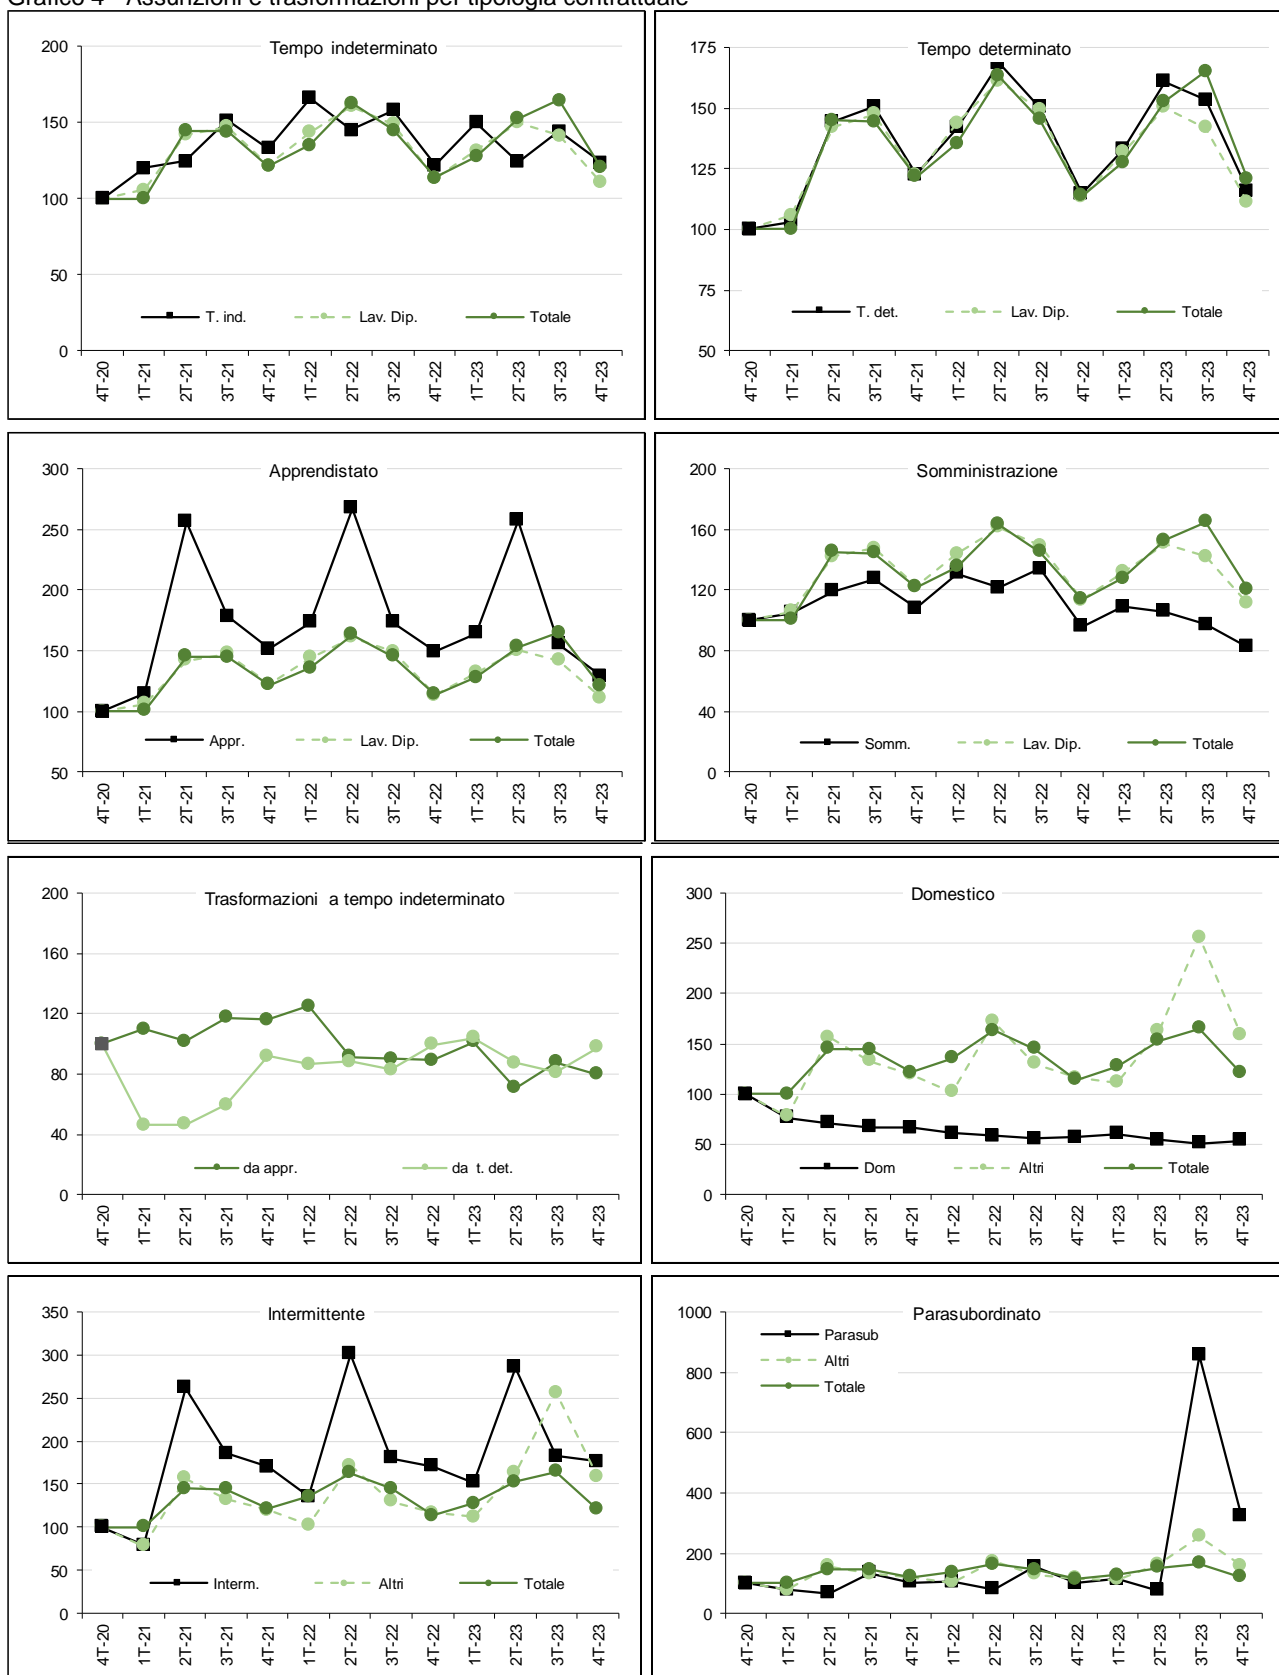 Grafico 4 - Assunzioni e trasformazioni per tipologia contrattuale
Tempo indeterminato
200
150
100
50
0
T. ind.
Lav. Dip.
Totale
4T-20
1T-21
2T-21
3T-21
4T-21
1T-22
2T-22
3T-22
4T-22
1T-23
2T-23
3T-23
4T-23
Tempo determinato
175
150
125
100
75
50
T. det.
Lav. Dip.
Totale
4T-20
1T-21
2T-21
3T-21
4T-21
1T-22
2T-22
3T-22
4T-22
1T-23
2T-23
3T-23
4T-23
Apprendistato
300
250
200
150
100
50
Appr.
Lav. Dip.
Totale
4T-20
1T-21
2T-21
3T-21
4T-21
1T-22
2T-22
3T-22
4T-22
1T-23
2T-23
3T-23
4T-23
Somministrazione
200
160
120
80
40
0
Somm.
Lav. Dip.
Totale
4T-20
1T-21
2T-21
3T-21
4T-21
1T-22
2T-22
3T-22
4T-22
1T-23
2T-23
3T-23
4T-23
Trasformazioni a tempo indeterminato
200
160
120
80
40
0
da appr.
da t. det.
4T-20
1T-21
2T-21
3T-21
4T-21
1T-22
2T-22
3T-22
4T-22
1T-23
2T-23
3T-23
4T-23
Domestico
300
250
200
150
100
50
0
Dom
Altri
Totale
4T-20
1T-21
2T-21
3T-21
4T-21
1T-22
2T-22
3T-22
4T-22
1T-23
2T-23
3T-23
4T-23
Intermittente
350
300
250
200
150
100
50
0
Interm.
Altri
Totale
4T-20
1T-21
2T-21
3T-21
4T-21
1T-22
2T-22
3T-22
4T-22
1T-23
2T-23
3T-23
4T-23
Parasubordinato
1000
800
600
400
200
0
Parasub
Altri
Totale
4T-20
1T-21
2T-21
3T-21
4T-21
1T-22
2T-22
3T-22
4T-22
1T-23
2T-23
3T-23
4T-23